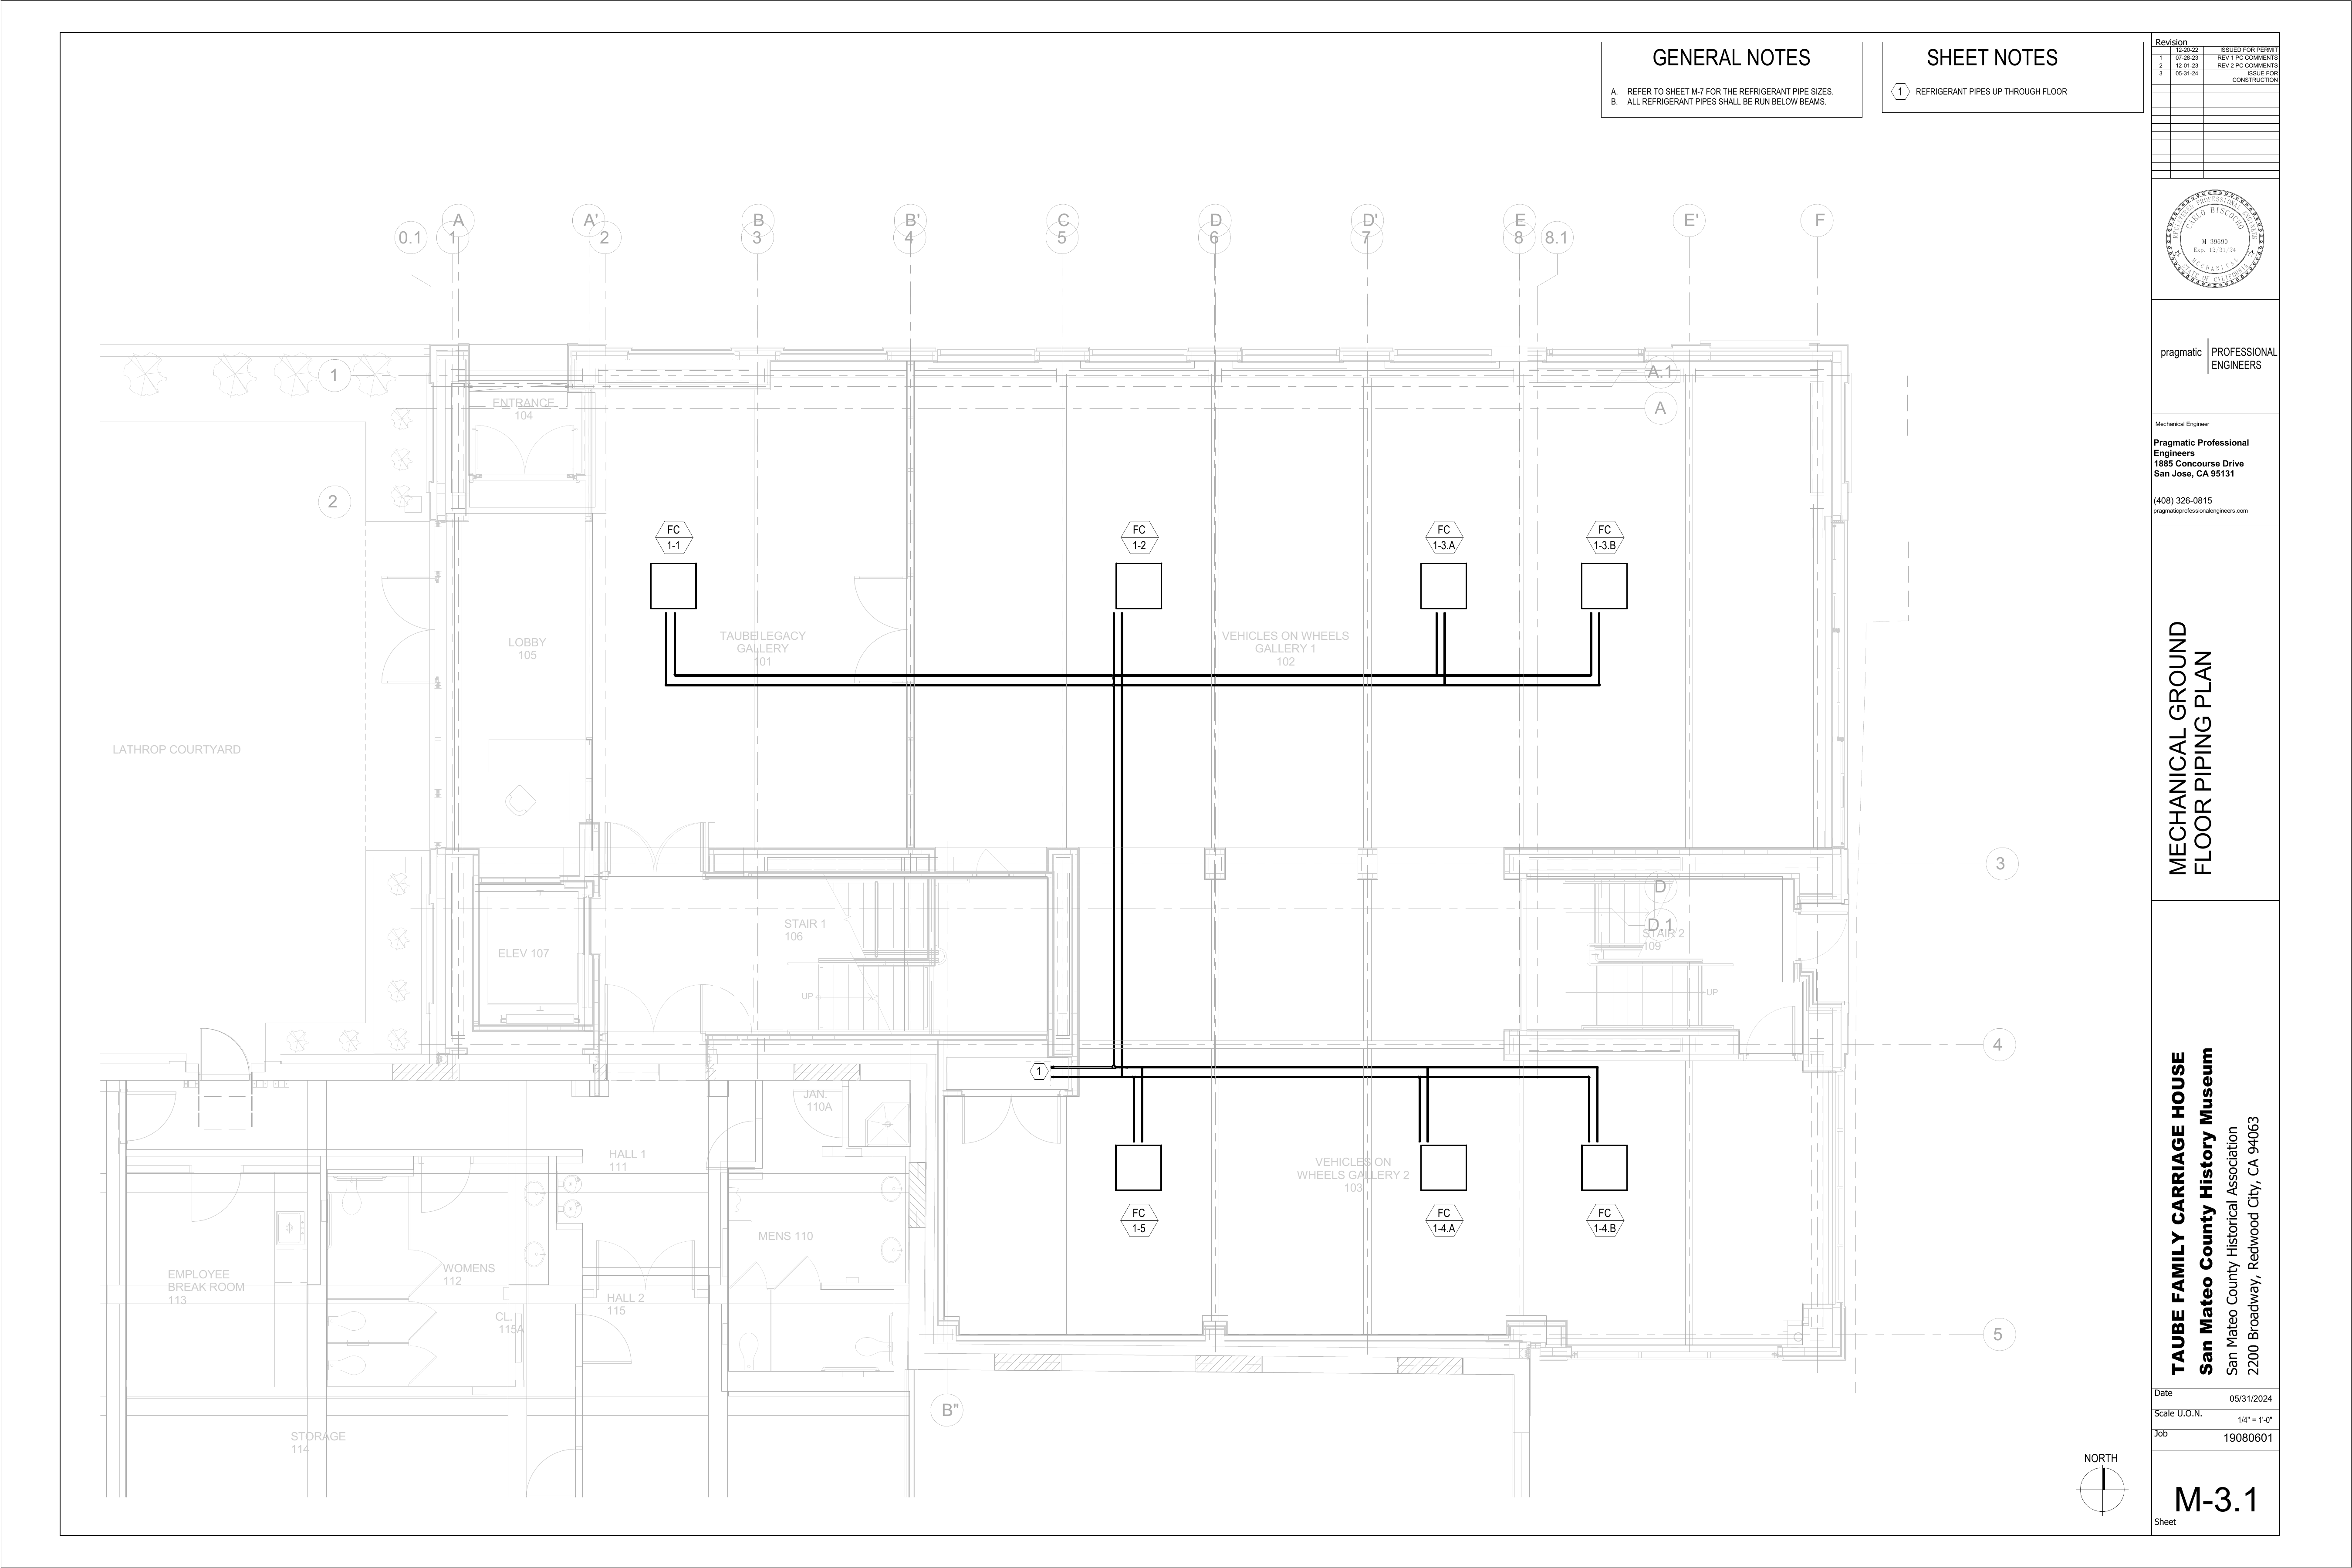 GENERAL NOTES
A. REFER TO SHEET M-7 FOR THE REFRIGERANT PIPE SIZES.
B. ALL REFRIGERANT PIPES SHALL BE RUN BELOW BEAMS.
SHEET NOTES
1 REFRIGERANT PIPES UP THROUGH FLOOR
Revision
12-20-22 ISSUED FOR PERMIT
1 07-28-23 REV 1 PC COMMENTS
2 12-01-23 REV 2 PC COMMENTS
3 05-31-24 ISSUE FOR
CONSTRUCTION
REGISTERED PROFESSIONAL ENGINEER
CARLO BISCOCHO
M 39690
Exp. 12/31/24
MECHANICAL
STATE OF CALIFORNIA
pragmatic
PROFESSIONAL
ENGINEERS
Mechanical Engineer
Pragmatic Professional
Engineers
1885 Concourse Drive
San Jose, CA 95131
(408) 326-0815
pragmaticprofessionalengineers.com
MECHANICAL GROUND
FLOOR PIPING PLAN
TAUBE FAMILY CARRIAGE HOUSE
San Mateo County History Museum
San Mateo County Historical Association
2200 Broadway, Redwood City, CA 94063
Date
05/31/2024
Scale U.O.N.
1/4" = 1'-0"
Job
19080601
M-3.1
Sheet
NORTH
A A' B B' C D D' E E' F
0.1 1 2 3 4 5 6 7 8 8.1
1
A.1
A
2
ENTRANCE
104
FC
1-1
FC
1-2
FC
1-3.A
FC
1-3.B
LOBBY
105
TAUBE LEGACY
GALLERY
101
VEHICLES ON WHEELS
GALLERY 1
102
LATHROP COURTYARD
3
D
D.1
STAIR 1
106
STAIR 2
109
ELEV 107
UP
UP
4
1
JAN.
110A
HALL 1
111
VEHICLES ON
WHEELS GALLERY 2
103
FC
1-5
FC
1-4.A
FC
1-4.B
MENS 110
EMPLOYEE
BREAK ROOM
113
WOMENS
112
HALL 2
115
CL.
115A
5
B"
STORAGE
114